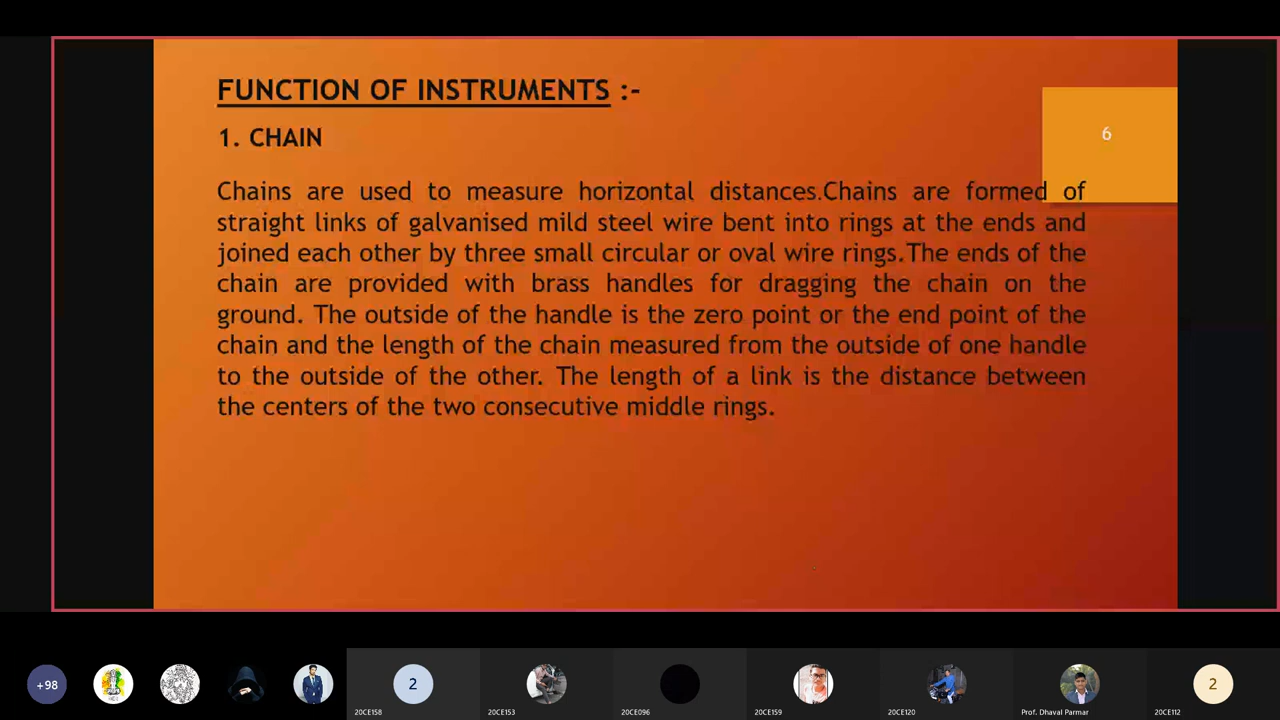 FUNCTION OF INSTRUMENTS :-
6
1. CHAIN
Chains are used to measure horizontal distances.Chains are formed of
straight links of galvanised mild steel wire bent into rings at the ends and
joined each other by three small circular or oval wire rings.The ends of the
chain are provided with brass handles for dragging the chain on the
ground. The outside of the handle is the zero point or the end point of the
chain and the length of the chain measured from the outside of one handle
to the outside of the other. The length of a link is the distance between
the centers of the two consecutive middle rings.
+98
2
2
20CE158
20CE153
20CE096
20CE159
20CE120
Prof. Dhaval Parmar
20CE112